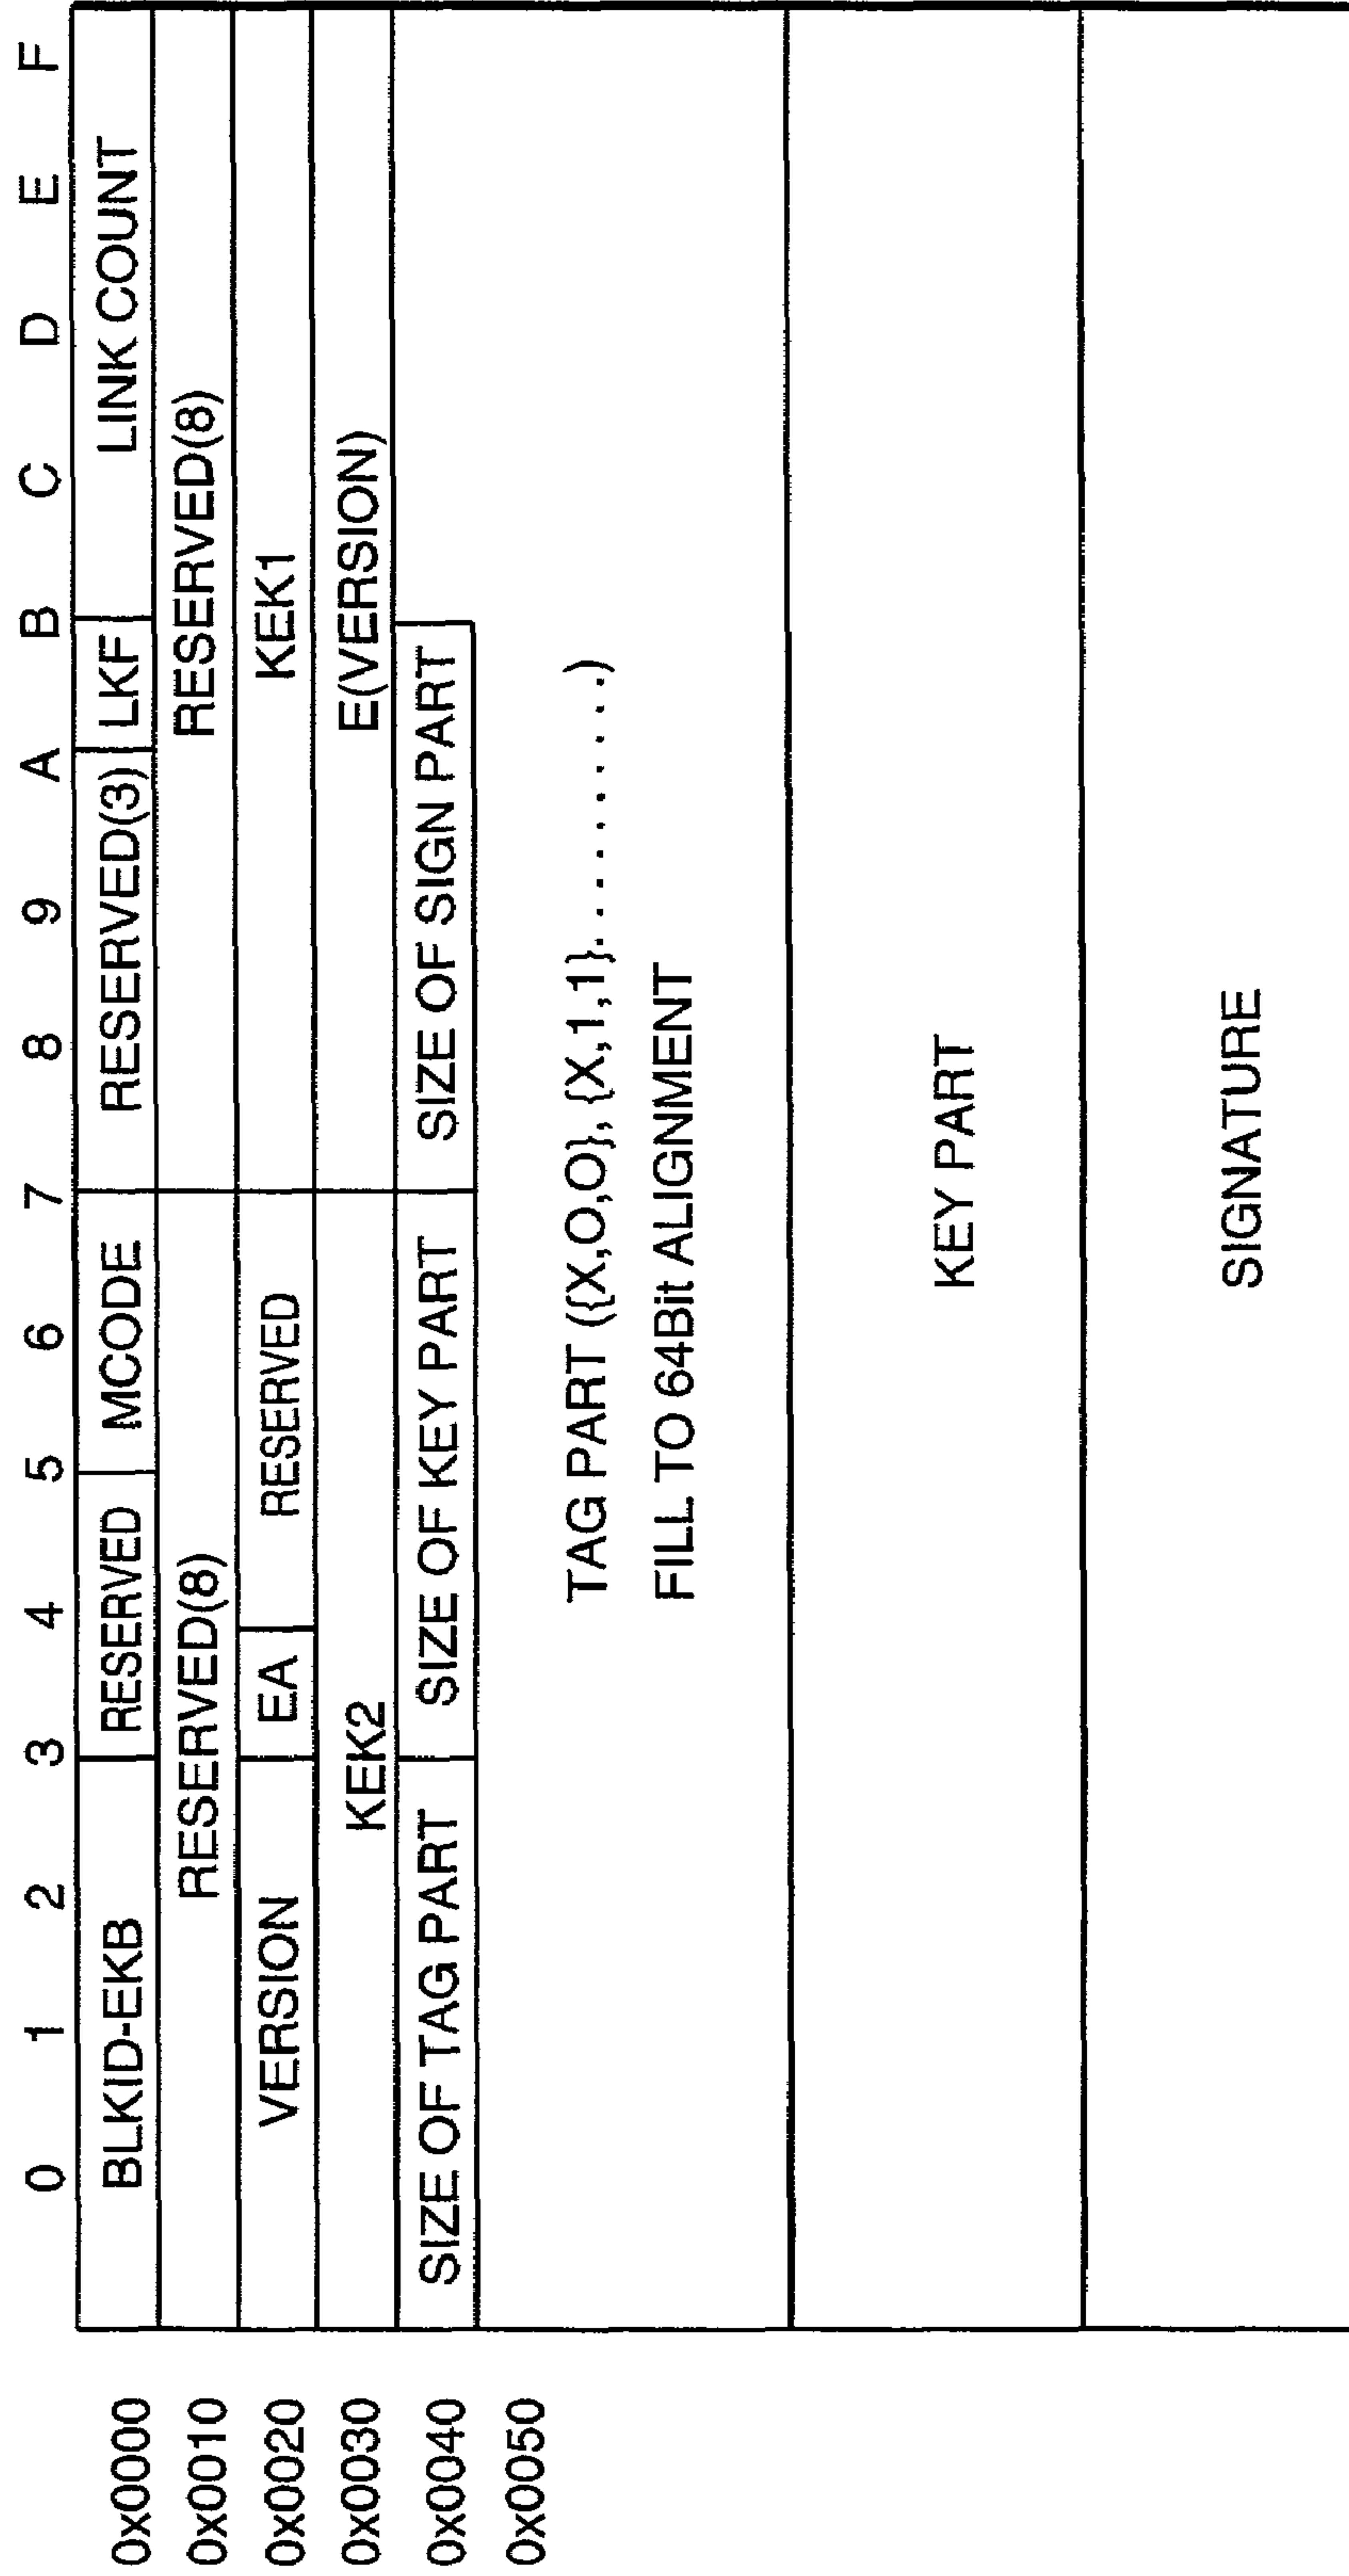 0 1 2 3 4 5 6 7 8 9 A B C D E F
0x0000 BLKID-EKB RESERVED MCODE RESERVED(3) LKF LINK COUNT
0x0010 RESERVED(8) RESERVED(8)
0x0020 VERSION EA RESERVED KEK1
0x0030 KEK2 E(VERSION)
0x0040 SIZE OF TAG PART SIZE OF KEY PART SIZE OF SIGN PART
0x0050
TAG PART ({X,O,O}, {X,1,1}. . . . . . . . .)
FILL TO 64Bit ALIGNMENT
KEY PART
SIGNATURE